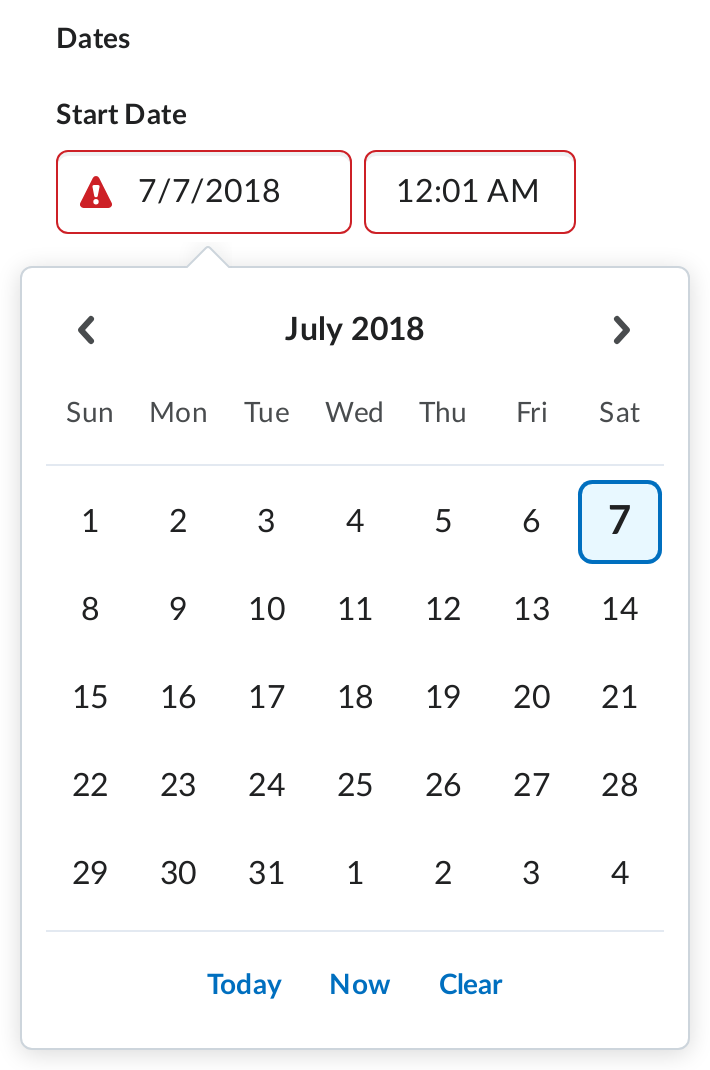 Dates
Start Date
7/7/2018 12:01 AM
July 2018
Sun Mon Tue Wed Thu Fri Sat
1 2 3 4 5 6 7
8 9 10 11 12 13 14
15 16 17 18 19 20 21
22 23 24 25 26 27 28
29 30 31 1 2 3 4
Today Now Clear